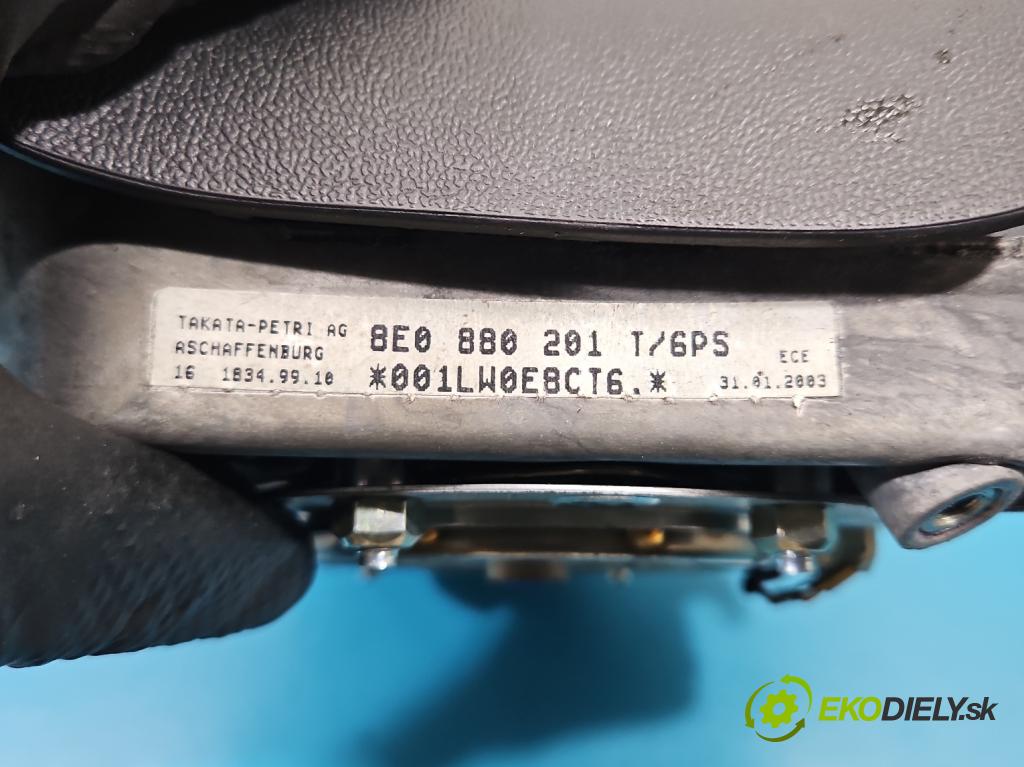 TAKATA-PETRI AG
ASCHAFFENBURG
16 1834.99.10
8E0 880 201 T/6PS
*001LW0E8CT6.*
ECE
31.01.2003
EKODIELY.sk